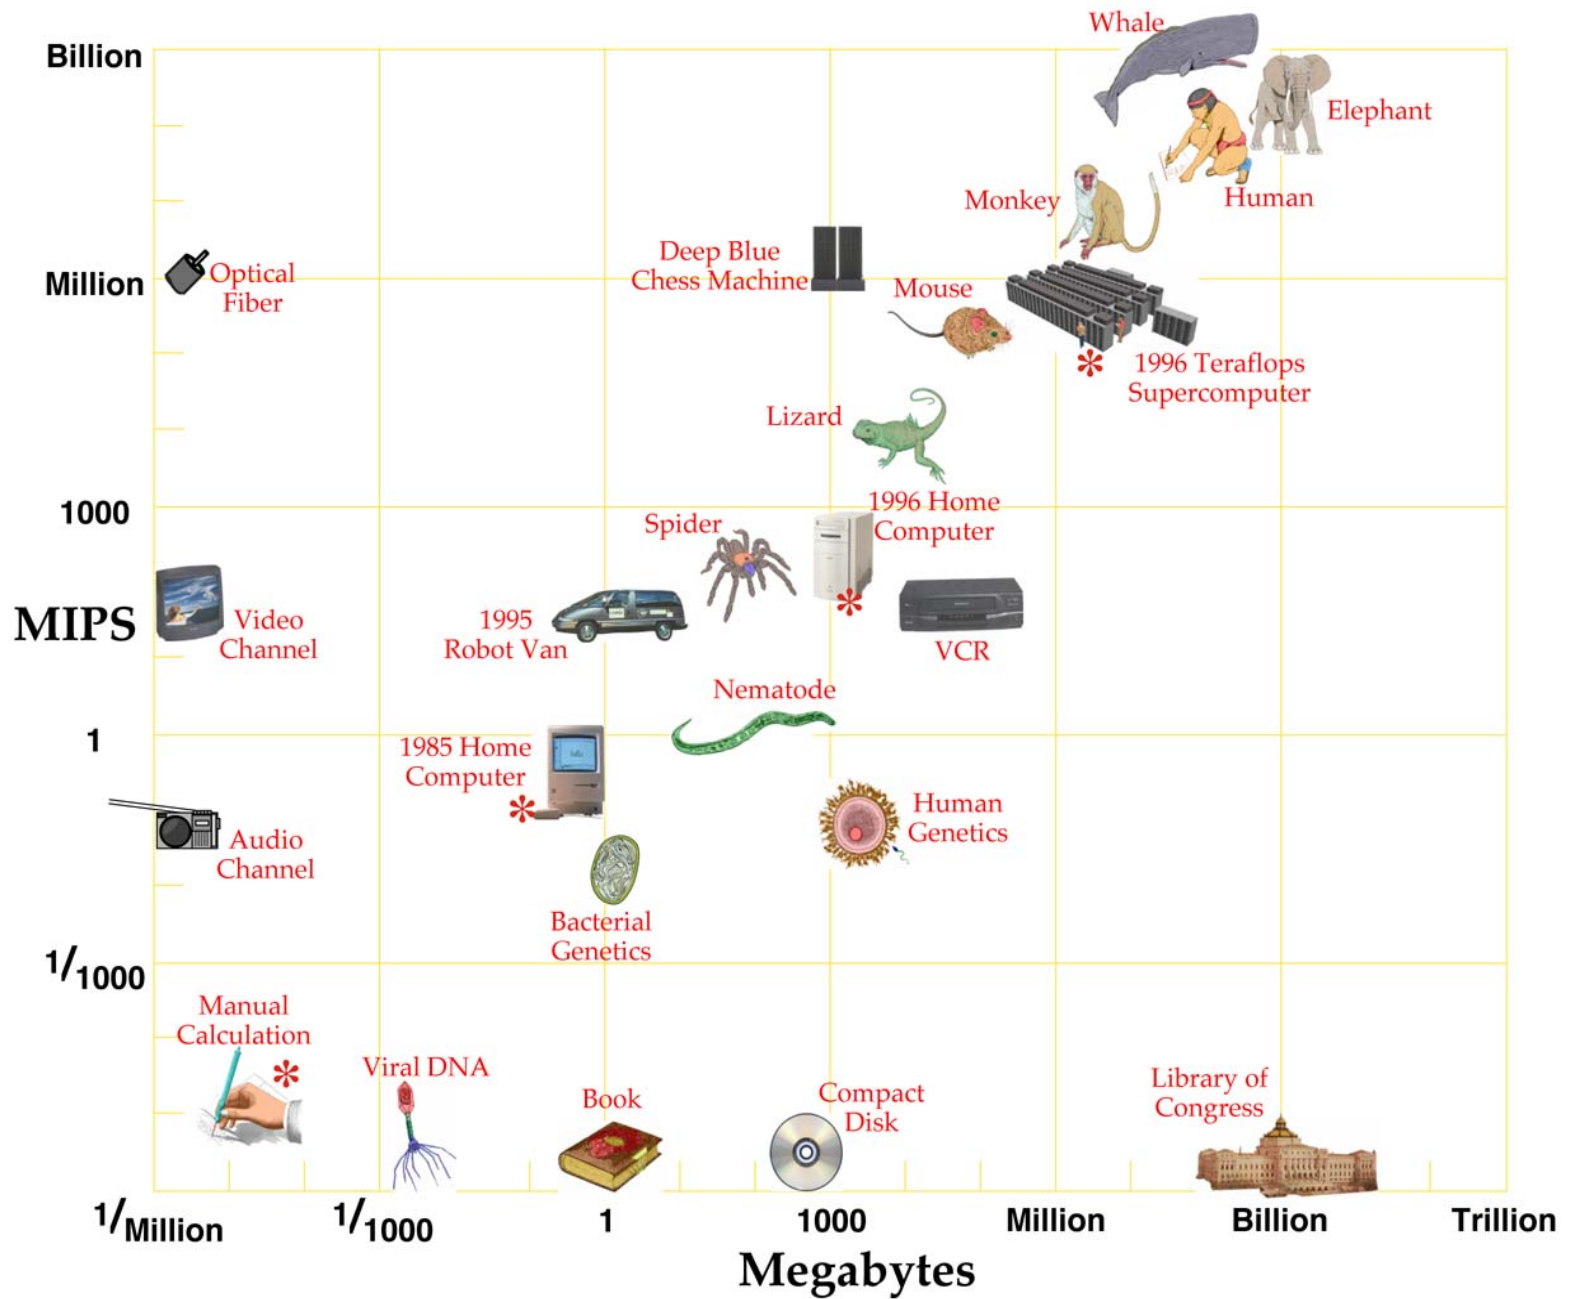 Whale
Billion
Elephant
Monkey
Human
Deep Blue
Chess Machine
Million
Optical
Fiber
Mouse
1996 Teraflops
*
Supercomputer
Lizard
1000
1996 Home
Computer
Spider
*
MIPS
Video
Channel
1995
Robot Van
VCR
Nematode
1
1985 Home
Computer
*
Human
Genetics
Audio
Channel
Bacterial
Genetics
1/1000
Manual
Calculation
*
Viral DNA
Book
Compact
Disk
Library of
Congress
1/Million
1/1000
1
1000
Million
Billion
Trillion
Megabytes